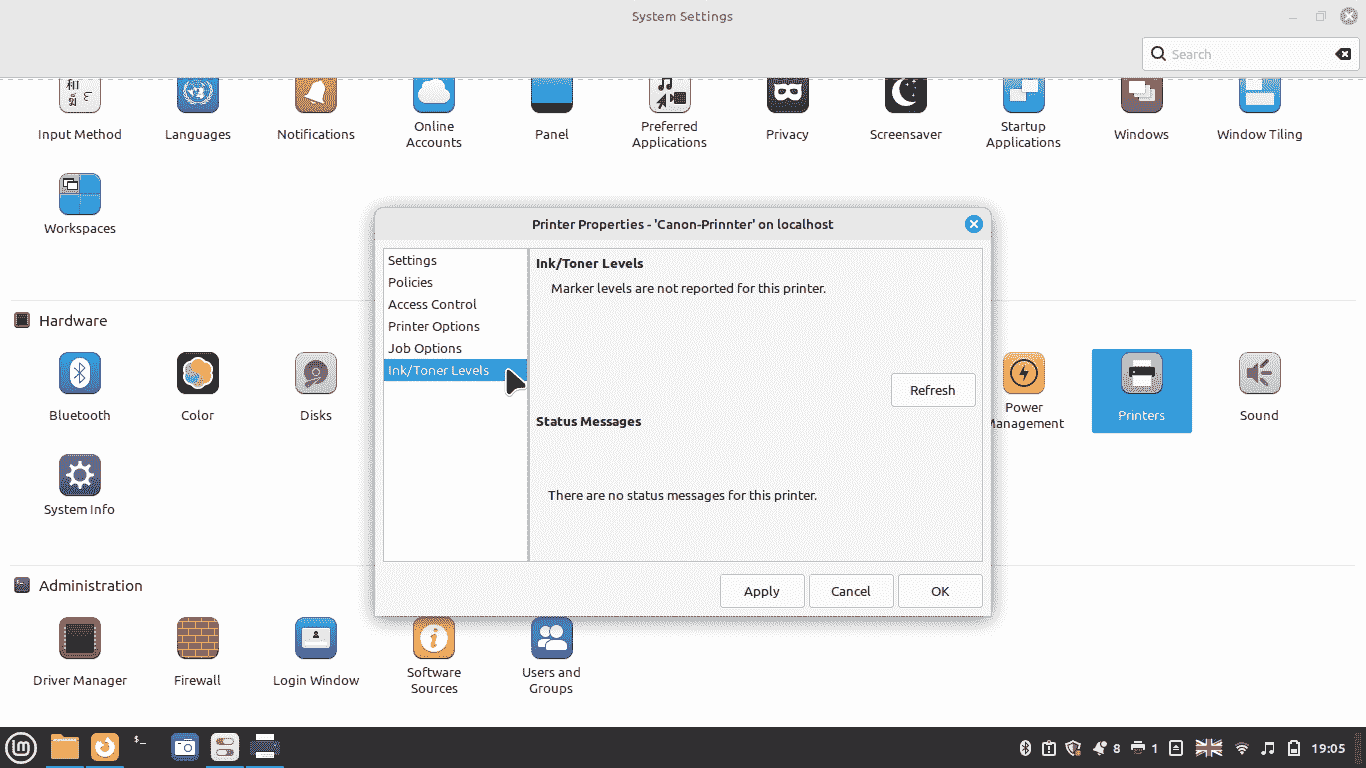 System Settings
Search
Input Method
Languages
Notifications
Online
Accounts
Panel
Preferred
Applications
Privacy
Screensaver
Startup
Applications
Windows
Window Tiling
Workspaces
Printer Properties - 'Canon-Prinnter' on localhost
Settings
Policies
Access Control
Printer Options
Job Options
Ink/Toner Levels
Ink/Toner Levels
Marker levels are not reported for this printer.
Refresh
Status Messages
There are no status messages for this printer.
Apply
Cancel
OK
Hardware
Bluetooth
Color
Disks
Power
Management
Printers
Sound
System Info
Administration
Driver Manager
Firewall
Login Window
Software
Sources
Users and
Groups
8
1
19:05